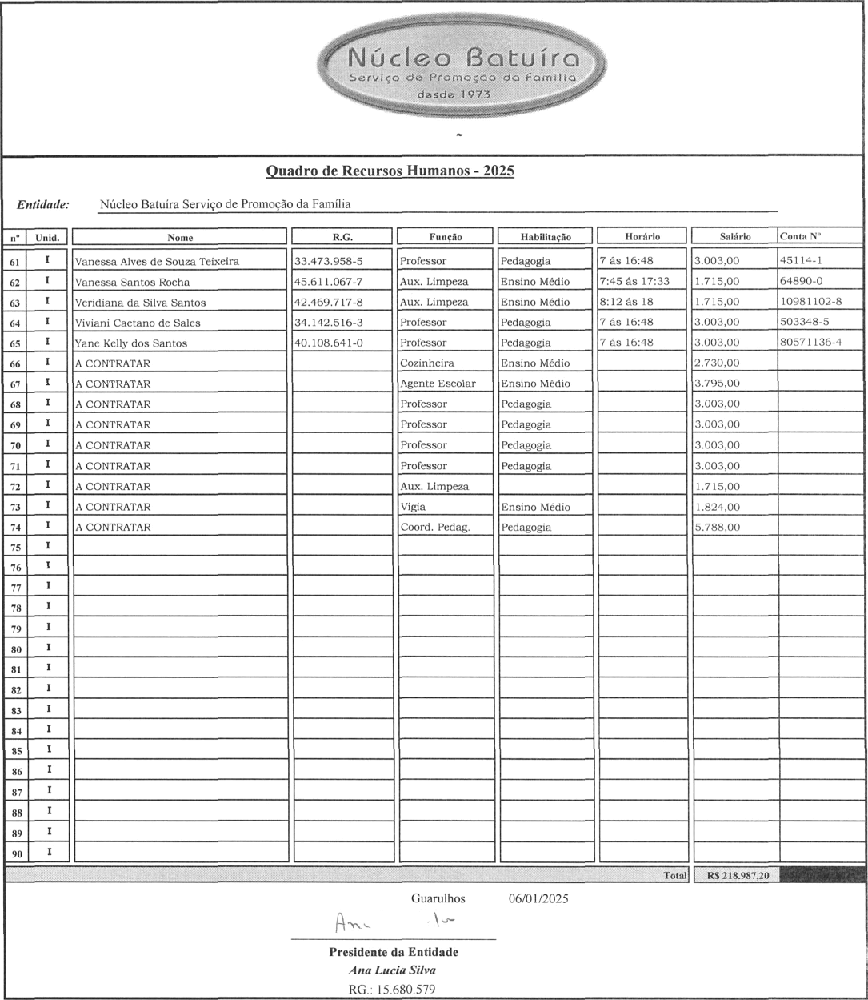 Núcleo Batuíra
Serviço de Promoção da Família
desde 1973
~
Quadro de Recursos Humanos - 2025
Entidade: Núcleo Batuíra Serviço de Promoção da Família
nº Unid. Nome R.G. Função Habilitação Horário Salário Conta Nº
61 I Vanessa Alves de Souza Teixeira 33.473.958-5 Professor Pedagogia 7 ás 16:48 3.003,00 45114-1
62 I Vanessa Santos Rocha 45.611.067-7 Aux. Limpeza Ensino Médio 7:45 ás 17:33 1.715,00 64890-0
63 I Veridiana da Silva Santos 42.469.717-8 Aux. Limpeza Ensino Médio 8:12 ás 18 1.715,00 10981102-8
64 I Viviani Caetano de Sales 34.142.516-3 Professor Pedagogia 7 ás 16:48 3.003,00 503348-5
65 I Yane Kelly dos Santos 40.108.641-0 Professor Pedagogia 7 ás 16:48 3.003,00 80571136-4
66 I A CONTRATAR Cozinheira Ensino Médio 2.730,00
67 I A CONTRATAR Agente Escolar Ensino Médio 3.795,00
68 I A CONTRATAR Professor Pedagogia 3.003,00
69 I A CONTRATAR Professor Pedagogia 3.003,00
70 I A CONTRATAR Professor Pedagogia 3.003,00
71 I A CONTRATAR Professor Pedagogia 3.003,00
72 I A CONTRATAR Aux. Limpeza 1.715,00
73 I A CONTRATAR Vigia Ensino Médio 1.824,00
74 I A CONTRATAR Coord. Pedag. Pedagogia 5.788,00
75 I
76 I
77 I
78 I
79 I
80 I
81 I
82 I
83 I
84 I
85 I
86 I
87 I
88 I
89 I
90 I
Total R$ 218.987,20
Guarulhos 06/01/2025
Presidente da Entidade
Ana Lucia Silva
RG.: 15.680.579